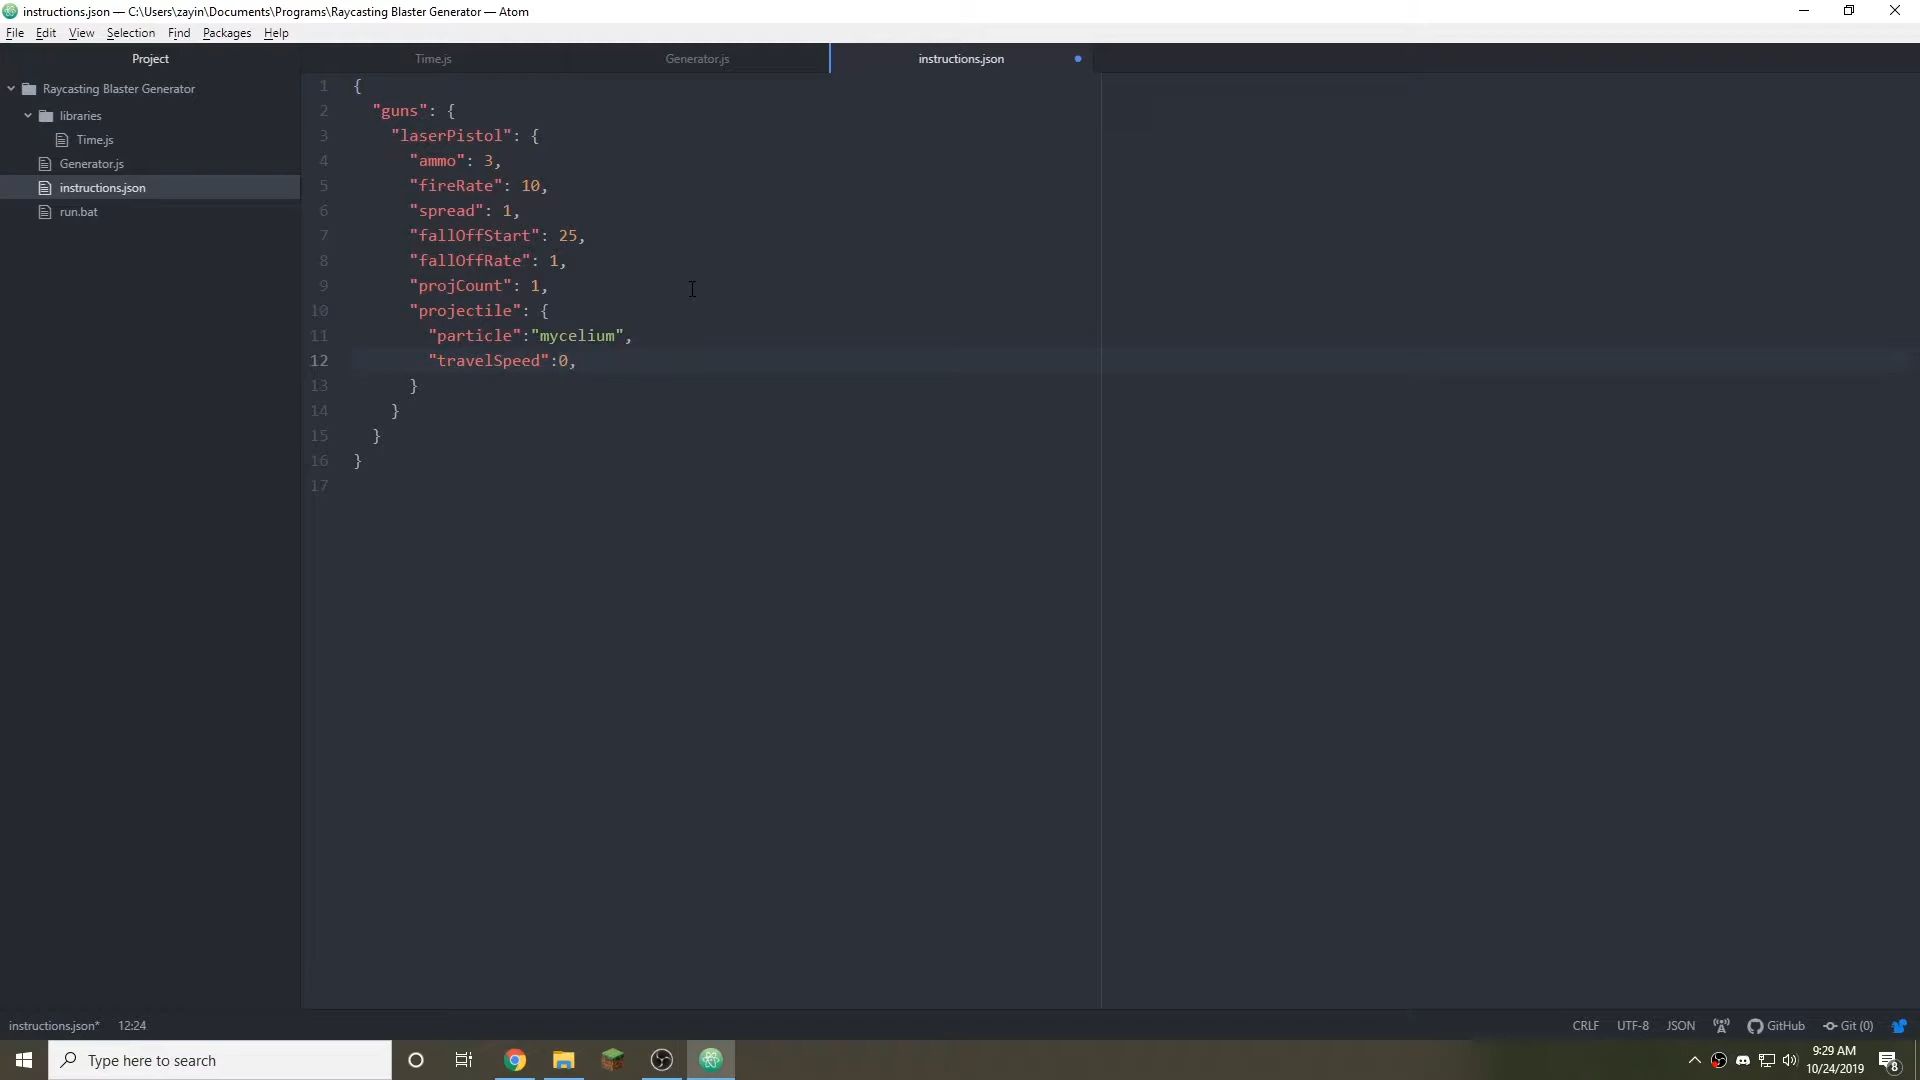 instructions.json — C:\Users\zayin\Documents\Programs\Raycasting Blaster Generator — Atom
File Edit View Selection Find Packages Help
Project
Time.js Generator.js instructions.json
Raycasting Blaster Generator
libraries
Time.js
Generator.js
instructions.json
run.bat
1 {
2 "guns": {
3 "laserPistol": {
4 "ammo": 3,
5 "fireRate": 10,
6 "spread": 1,
7 "fallOffStart": 25,
8 "fallOffRate": 1,
9 "projCount": 1,
10 "projectile": {
11 "particle":"mycelium",
12 "travelSpeed":0,
13 }
14 }
15 }
16 }
17
instructions.json* 12:24 CRLF UTF-8 JSON GitHub Git (0)
Type here to search
9:29 AM
10/24/2019
8